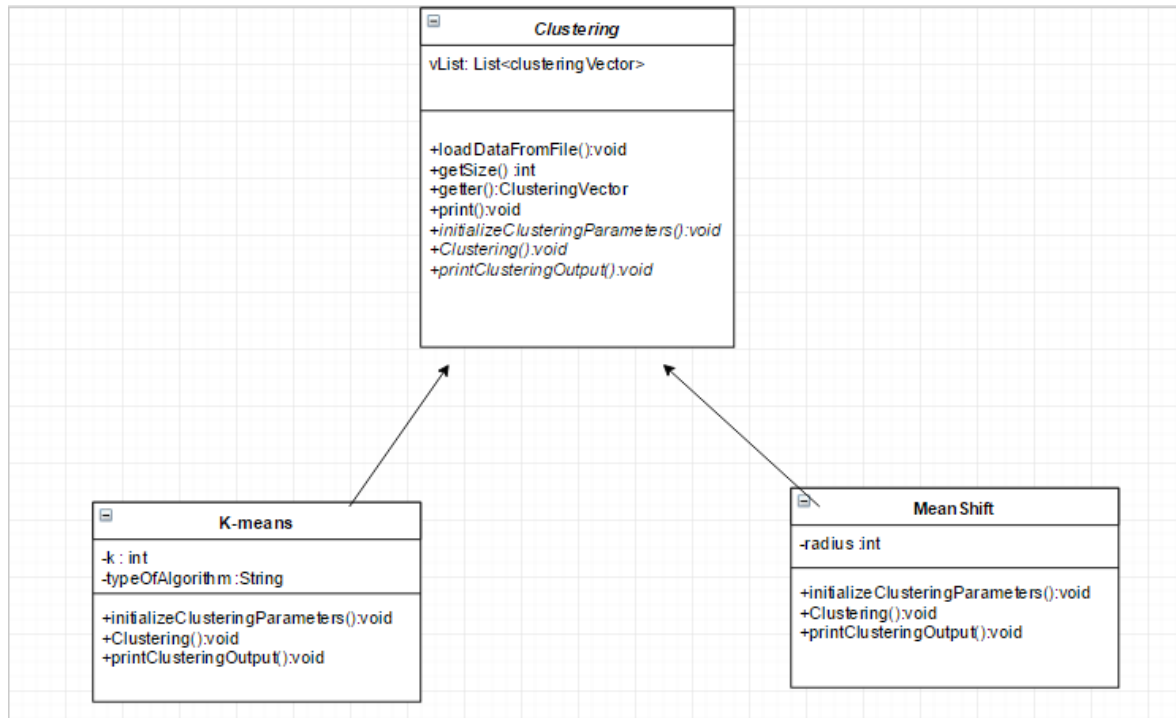 Clustering
vList: List<clusteringVector>
+loadDataFromFile():void
+getSize() :int
+getter():ClusteringVector
+print():void
+initializeClusteringParameters():void
+Clustering():void
+printClusteringOutput():void
K-means
-k : int
-typeOfAlgorithm :String
+initializeClusteringParameters():void
+Clustering():void
+printClusteringOutput():void
Mean Shift
-radius :int
+initializeClusteringParameters():void
+Clustering():void
+printClusteringOutput():void